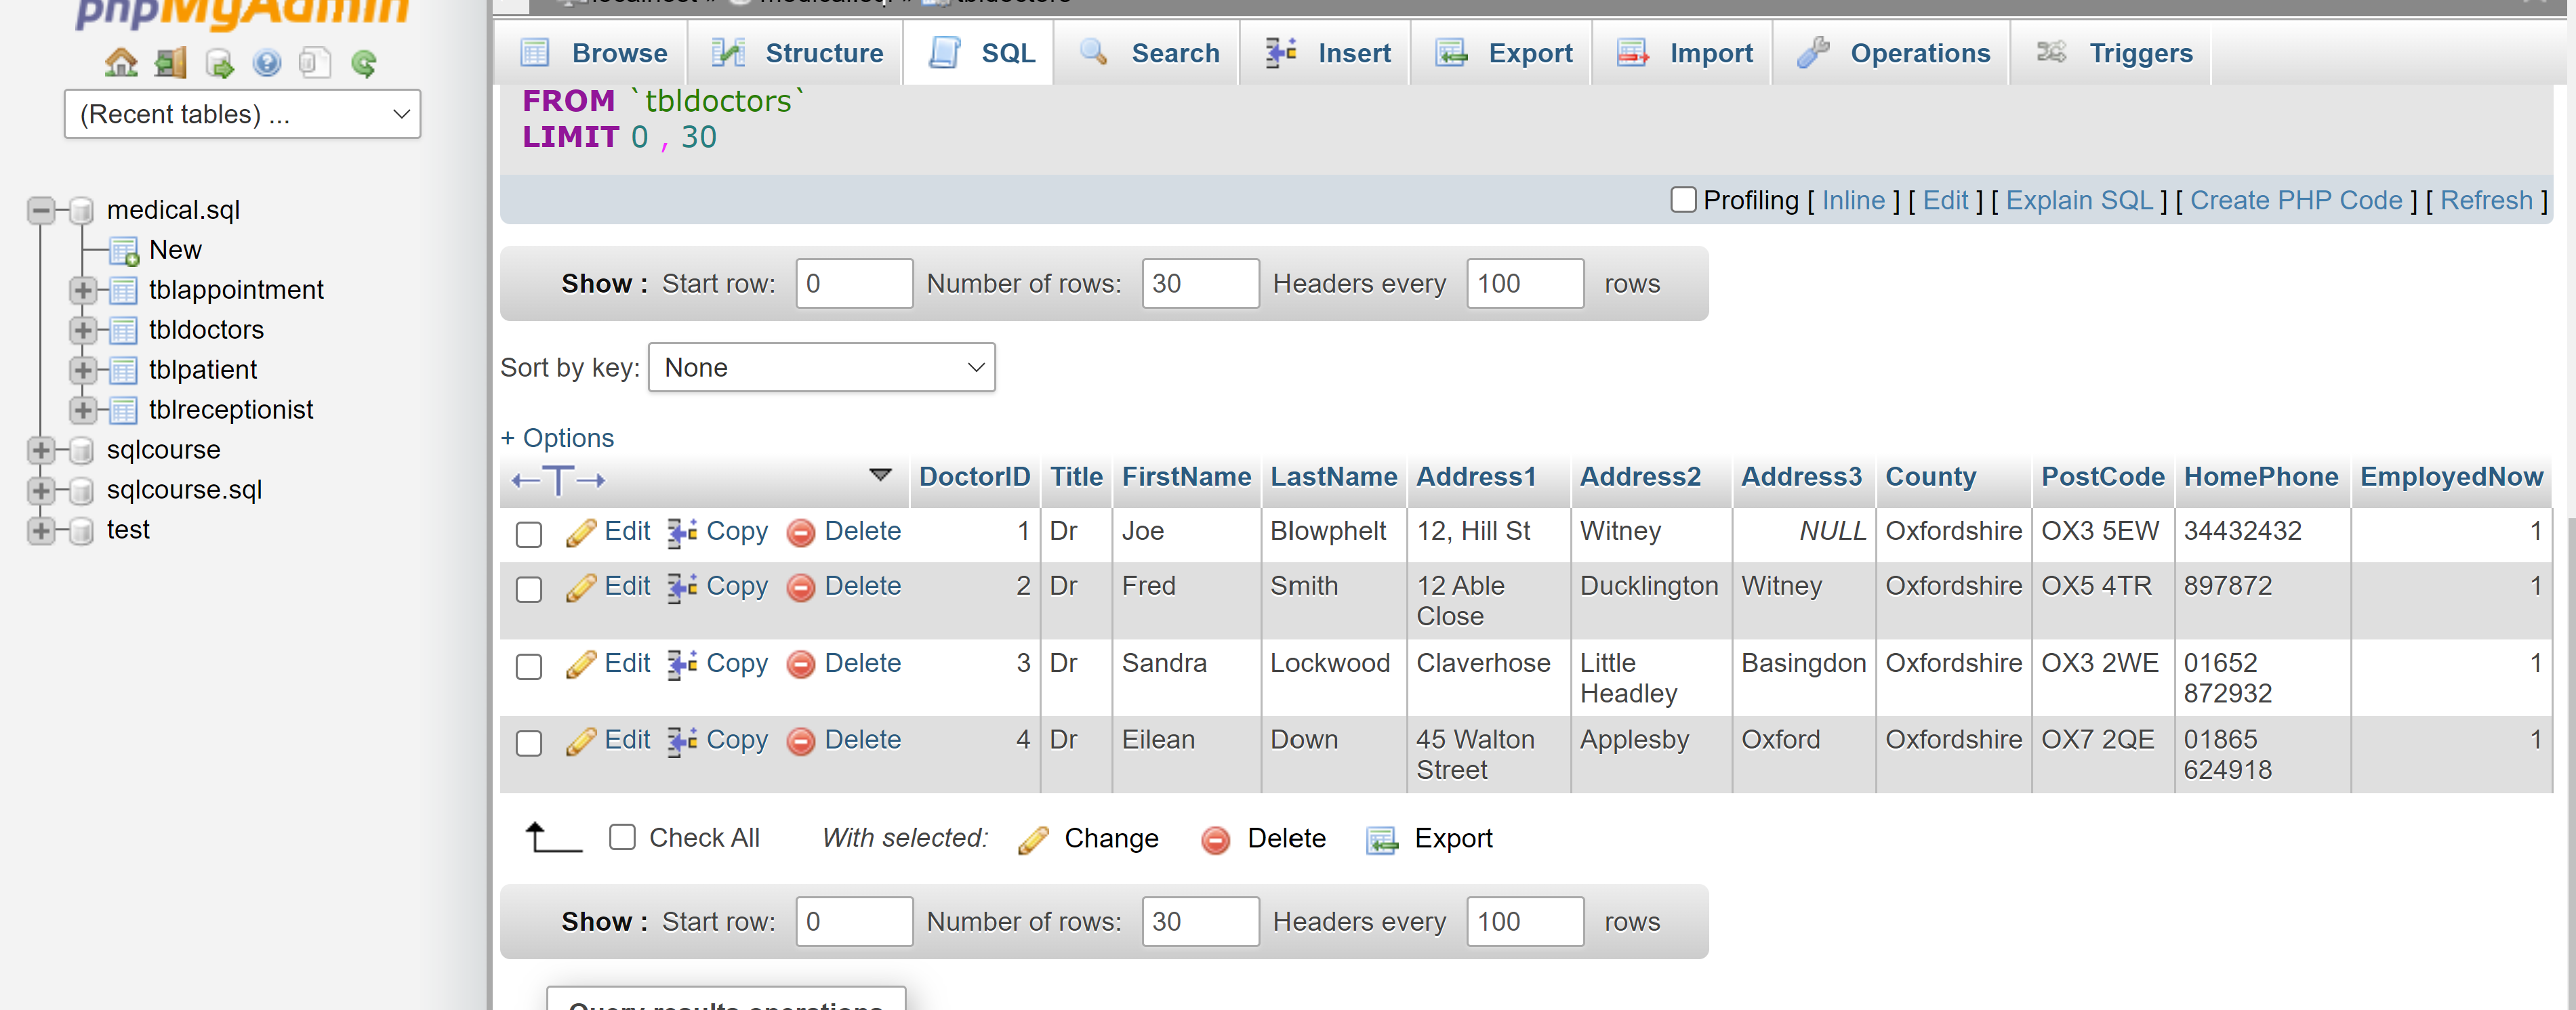 phpMyAdmin
localhost » medical.sql » tbldoctors
Browse Structure SQL Search Insert Export Import Operations Triggers
(Recent tables) ...
FROM `tbldoctors`
LIMIT 0 , 30
Profiling [ Inline ] [ Edit ] [ Explain SQL ] [ Create PHP Code ] [ Refresh ]
medical.sql
New
tblappointment
tbldoctors
tblpatient
tblreceptionist
sqlcourse
sqlcourse.sql
test
Show : Start row: 0 Number of rows: 30 Headers every 100 rows
Sort by key: None
+ Options
←T→ DoctorID Title FirstName LastName Address1 Address2 Address3 County PostCode HomePhone EmployedNow
Edit Copy Delete 1 Dr Joe Blowphelt 12, Hill St Witney NULL Oxfordshire OX3 5EW 34432432 1
Edit Copy Delete 2 Dr Fred Smith 12 Able Ducklington Witney Oxfordshire OX5 4TR 897872 1
Close
Edit Copy Delete 3 Dr Sandra Lockwood Claverhose Little Basingdon Oxfordshire OX3 2WE 01652 1
Headley 872932
Edit Copy Delete 4 Dr Eilean Down 45 Walton Applesby Oxford Oxfordshire OX7 2QE 01865 1
Street 624918
Check All With selected: Change Delete Export
Show : Start row: 0 Number of rows: 30 Headers every 100 rows
Query results operations